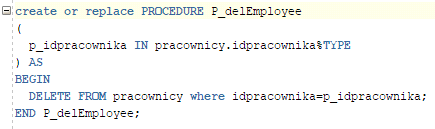 create or replace PROCEDURE P_delEmployee
(
p_idpracownika IN pracownicy.idpracownika%TYPE
) AS
BEGIN
DELETE FROM pracownicy where idpracownika=p_idpracownika;
END P_delEmployee;